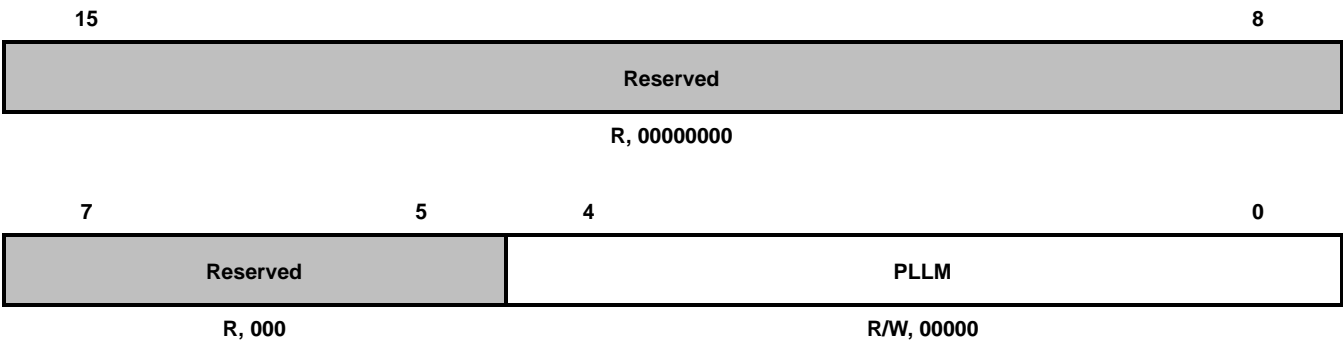 15 8
Reserved
R, 00000000
7 5 4 0
Reserved PLLM
R, 000 R/W, 00000